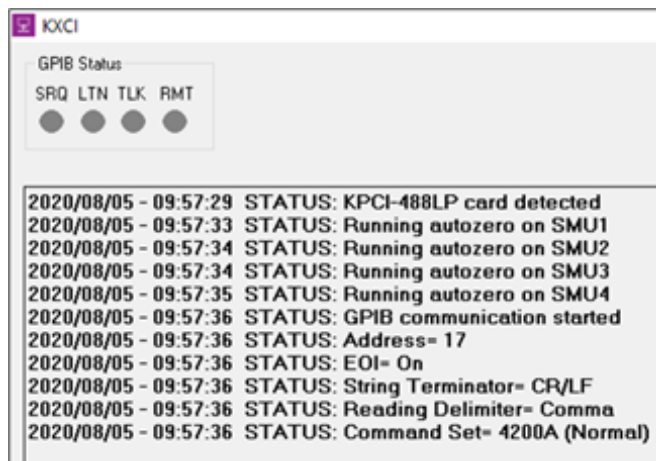 KXCI
GPIB Status
SRQ LTN TLK RMT
2020/08/05 - 09:57:29 STATUS: KPCI-488LP card detected
2020/08/05 - 09:57:33 STATUS: Running autozero on SMU1
2020/08/05 - 09:57:34 STATUS: Running autozero on SMU2
2020/08/05 - 09:57:34 STATUS: Running autozero on SMU3
2020/08/05 - 09:57:35 STATUS: Running autozero on SMU4
2020/08/05 - 09:57:36 STATUS: GPIB communication started
2020/08/05 - 09:57:36 STATUS: Address= 17
2020/08/05 - 09:57:36 STATUS: EOI= On
2020/08/05 - 09:57:36 STATUS: String Terminator= CR/LF
2020/08/05 - 09:57:36 STATUS: Reading Delimiter= Comma
2020/08/05 - 09:57:36 STATUS: Command Set= 4200A (Normal)